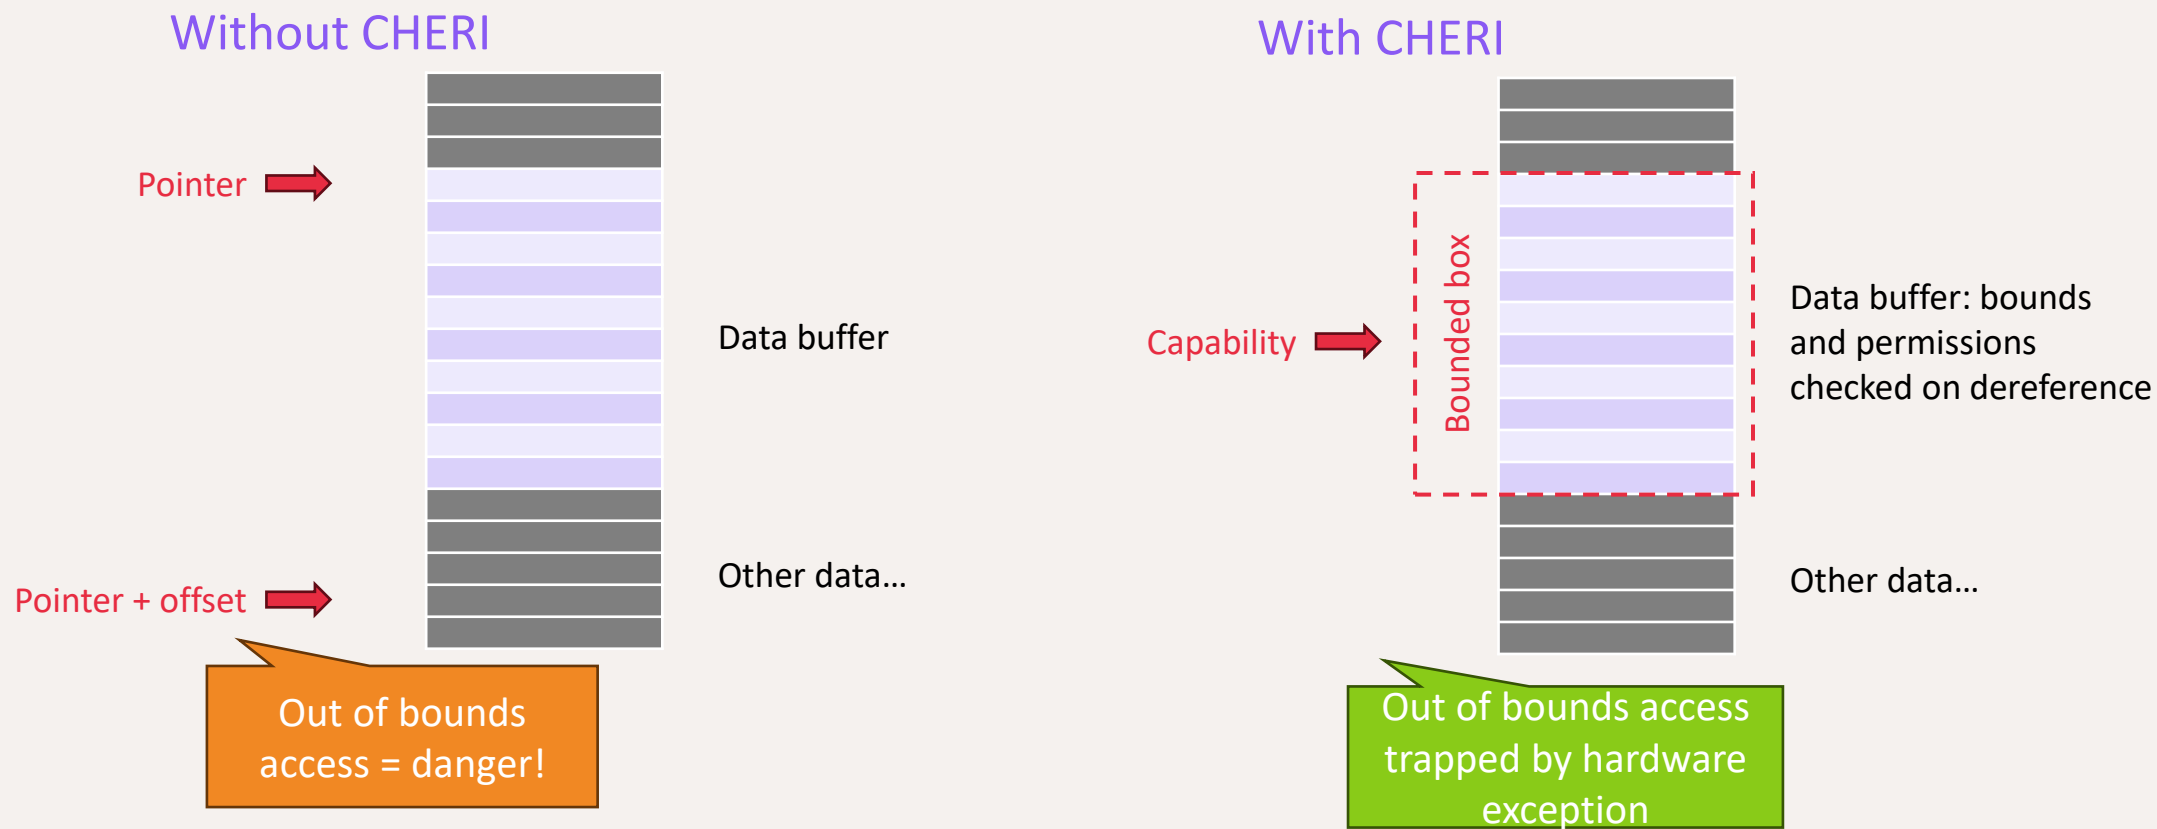 Without CHERI
Pointer
Data buffer
Other data…
Pointer + offset
Out of bounds
access = danger!
With CHERI
Bounded box
Capability
Data buffer: bounds
and permissions
checked on dereference
Other data…
Out of bounds access
trapped by hardware
exception